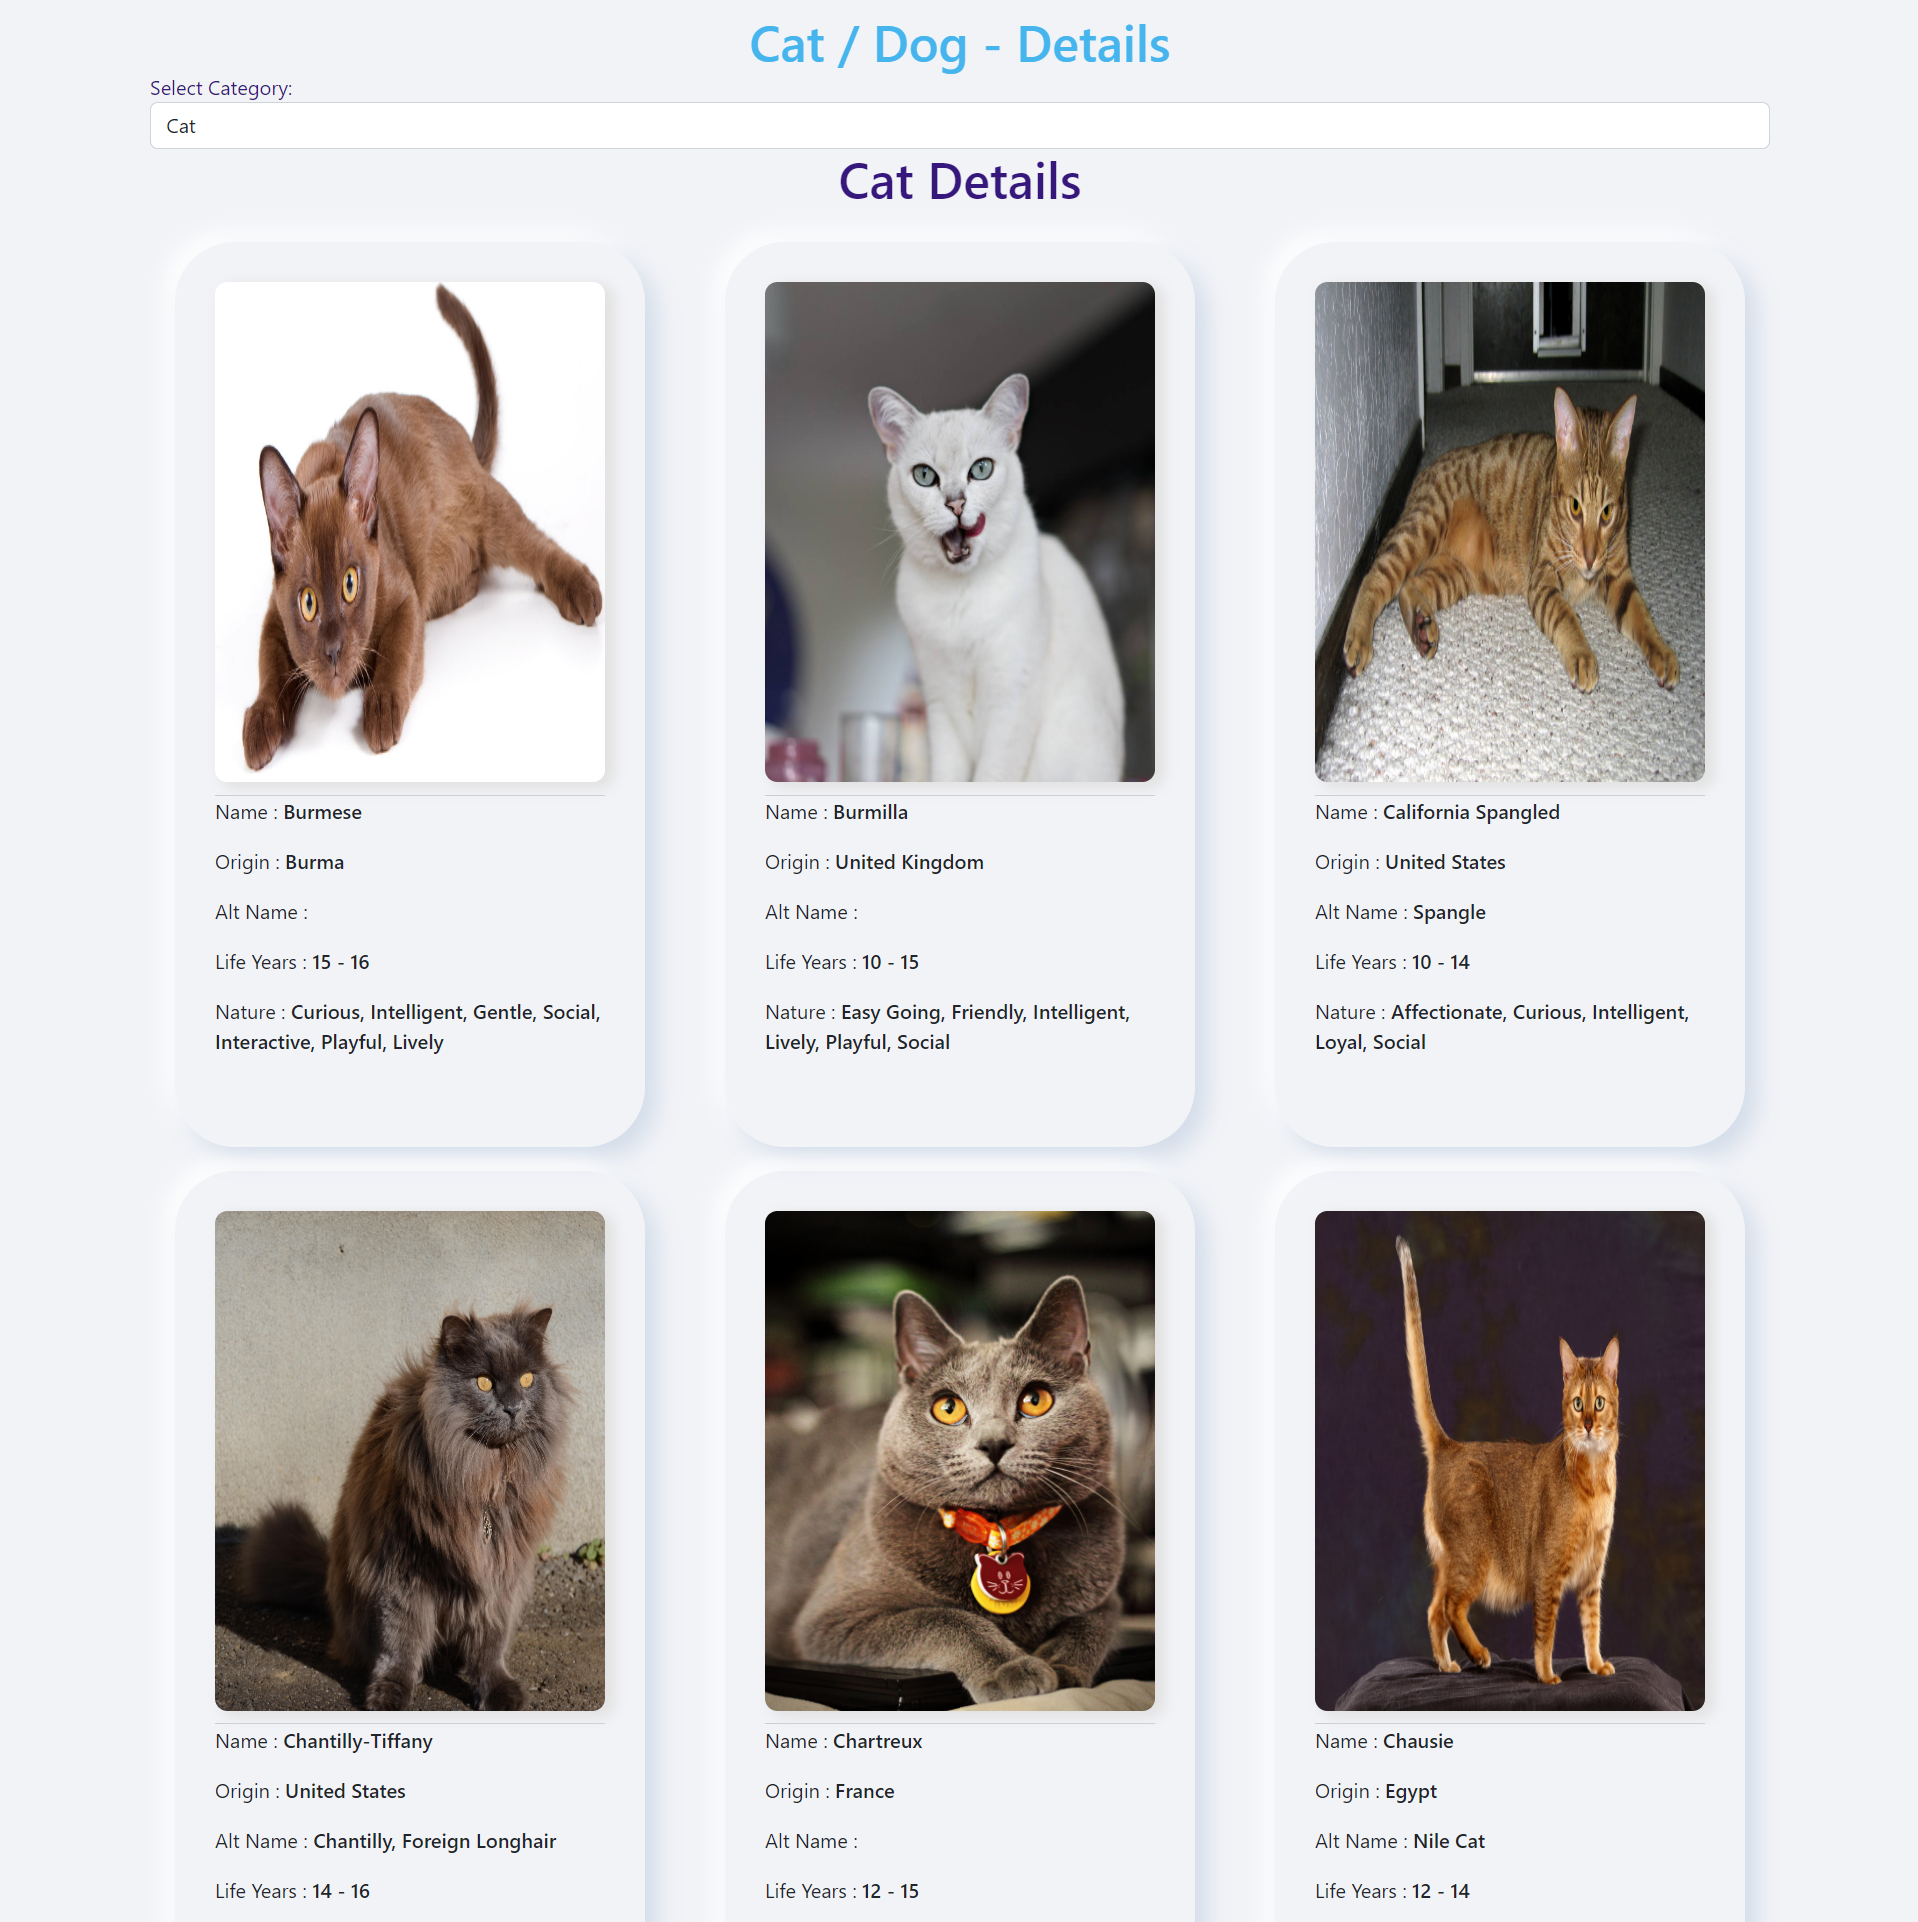 Cat / Dog - Details
Select Category:
Cat
Cat Details
Name : Burmese
Origin : Burma
Alt Name :
Life Years : 15 - 16
Nature : Curious, Intelligent, Gentle, Social,
Interactive, Playful, Lively
Name : Burmilla
Origin : United Kingdom
Alt Name :
Life Years : 10 - 15
Nature : Easy Going, Friendly, Intelligent,
Lively, Playful, Social
Name : California Spangled
Origin : United States
Alt Name : Spangle
Life Years : 10 - 14
Nature : Affectionate, Curious, Intelligent,
Loyal, Social
Name : Chantilly-Tiffany
Origin : United States
Alt Name : Chantilly, Foreign Longhair
Life Years : 14 - 16
Name : Chartreux
Origin : France
Alt Name :
Life Years : 12 - 15
Name : Chausie
Origin : Egypt
Alt Name : Nile Cat
Life Years : 12 - 14